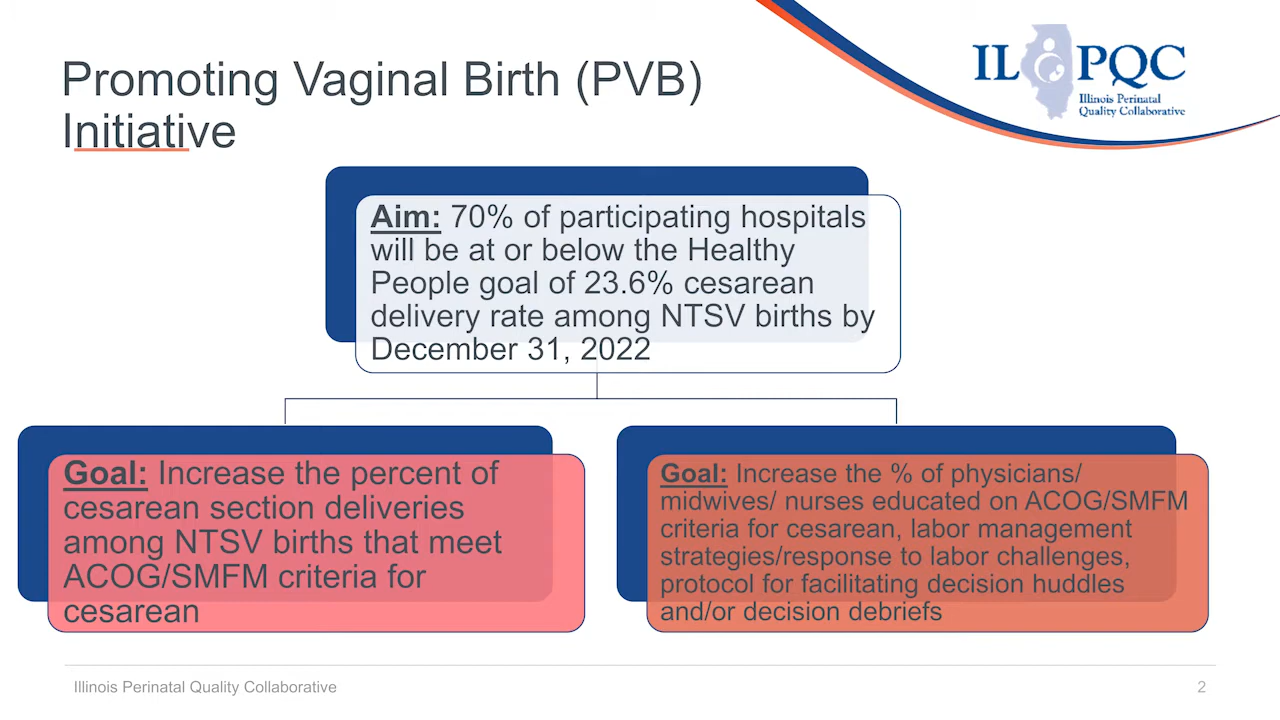 Promoting Vaginal Birth (PVB)
Initiative
IL PQC
Illinois Perinatal
Quality Collaborative
Aim: 70% of participating hospitals
will be at or below the Healthy
People goal of 23.6% cesarean
delivery rate among NTSV births by
December 31, 2022
Goal: Increase the percent of
cesarean section deliveries
among NTSV births that meet
ACOG/SMFM criteria for
cesarean
Goal: Increase the % of physicians/
midwives/ nurses educated on ACOG/SMFM
criteria for cesarean, labor management
strategies/response to labor challenges,
protocol for facilitating decision huddles
and/or decision debriefs
Illinois Perinatal Quality Collaborative
2